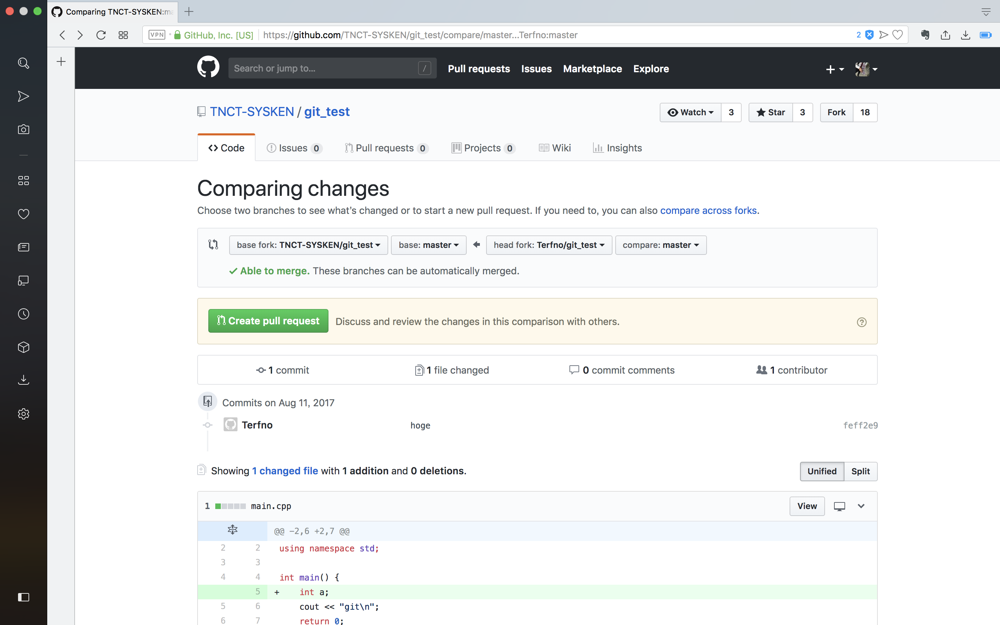 Comparing TNCT-SYSKEN:ma
VPN GitHub, Inc. [US] https://github.com/TNCT-SYSKEN/git_test/compare/master...Terfno:master 2
Search or jump to... / Pull requests Issues Marketplace Explore
TNCT-SYSKEN / git_test Watch 3 Star 3 Fork 18
Code Issues 0 Pull requests 0 Projects 0 Wiki Insights
Comparing changes
Choose two branches to see what’s changed or to start a new pull request. If you need to, you can also compare across forks.
base fork: TNCT-SYSKEN/git_test base: master head fork: Terfno/git_test compare: master
Able to merge. These branches can be automatically merged.
Create pull request Discuss and review the changes in this comparison with others.
1 commit 1 file changed 0 commit comments 1 contributor
Commits on Aug 11, 2017
Terfno hoge feff2e9
Showing 1 changed file with 1 addition and 0 deletions. Unified Split
1 main.cpp View
@@ -2,6 +2,7 @@
2 2 using namespace std;
3 3
4 4 int main() {
5 + int a;
5 6 cout << "git\n";
6 7 return 0;